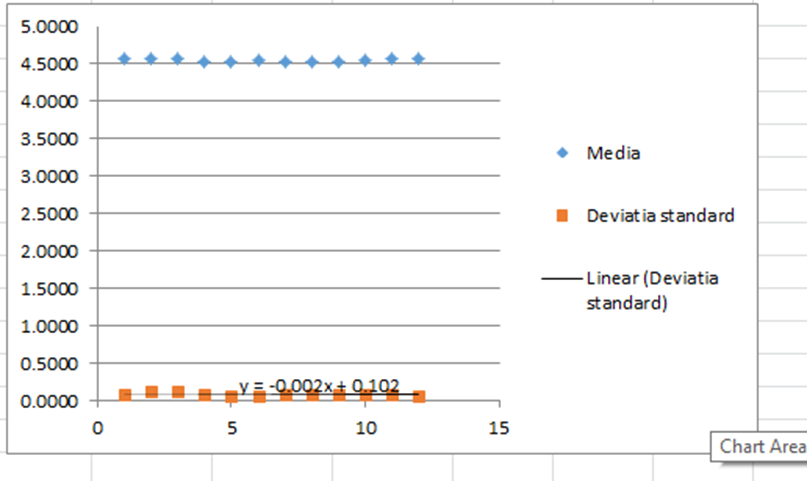 5.0000
4.5000
4.0000
3.5000
3.0000
2.5000
2.0000
1.5000
1.0000
0.5000
0.0000
y = -0.002x + 0.102
0 5 10 15
Media
Deviatia standard
Linear (Deviatia
standard)
Chart Area